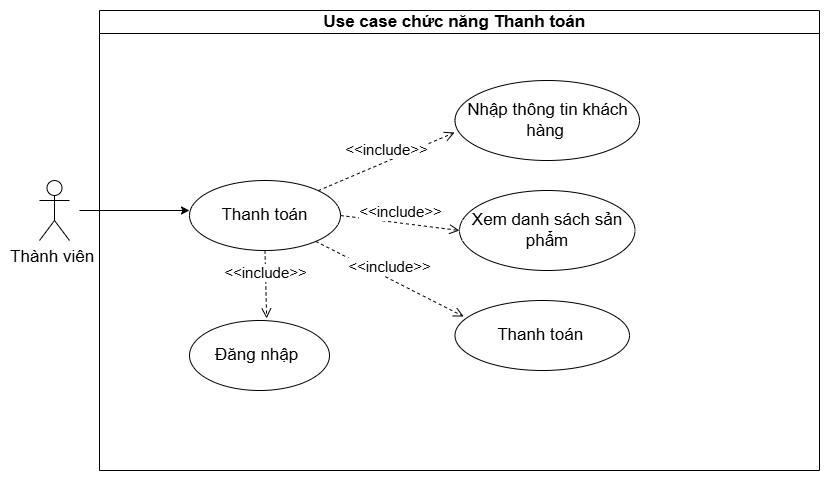 Use case chức năng Thanh toán
Nhập thông tin khách
hàng
<<include>>
Thanh toán
<<include>>
Xem danh sách sản
phẩm
Thành viên
<<include>>
<<include>>
Thanh toán
Đăng nhập